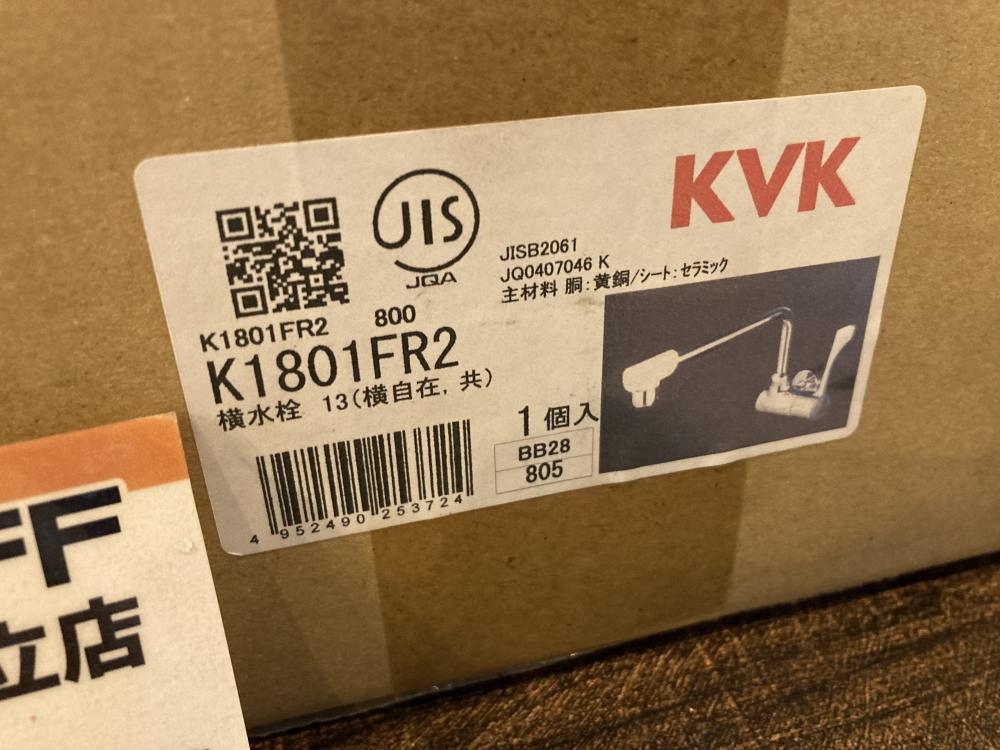 KVK
JIS
JQA
JISB2061
JQ0407046 K
主材料 胴:黄銅/シート:セラミック
K1801FR2 800
K1801FR2
横水栓 13(横自在, 共)
1個入
BB28
805
4 952490 253724
FF
立店